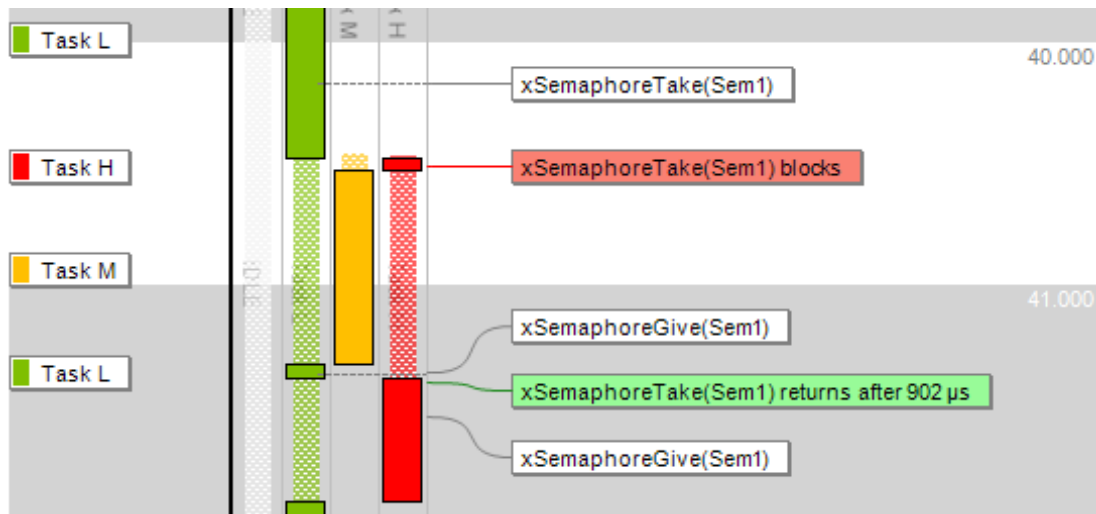 M
H
Task L
40.000
xSemaphoreTake(Sem1)
Task H
xSemaphoreTake(Sem1) blocks
Task M
IDLE
41.000
xSemaphoreGive(Sem1)
Task L
xSemaphoreTake(Sem1) returns after 902 µs
xSemaphoreGive(Sem1)